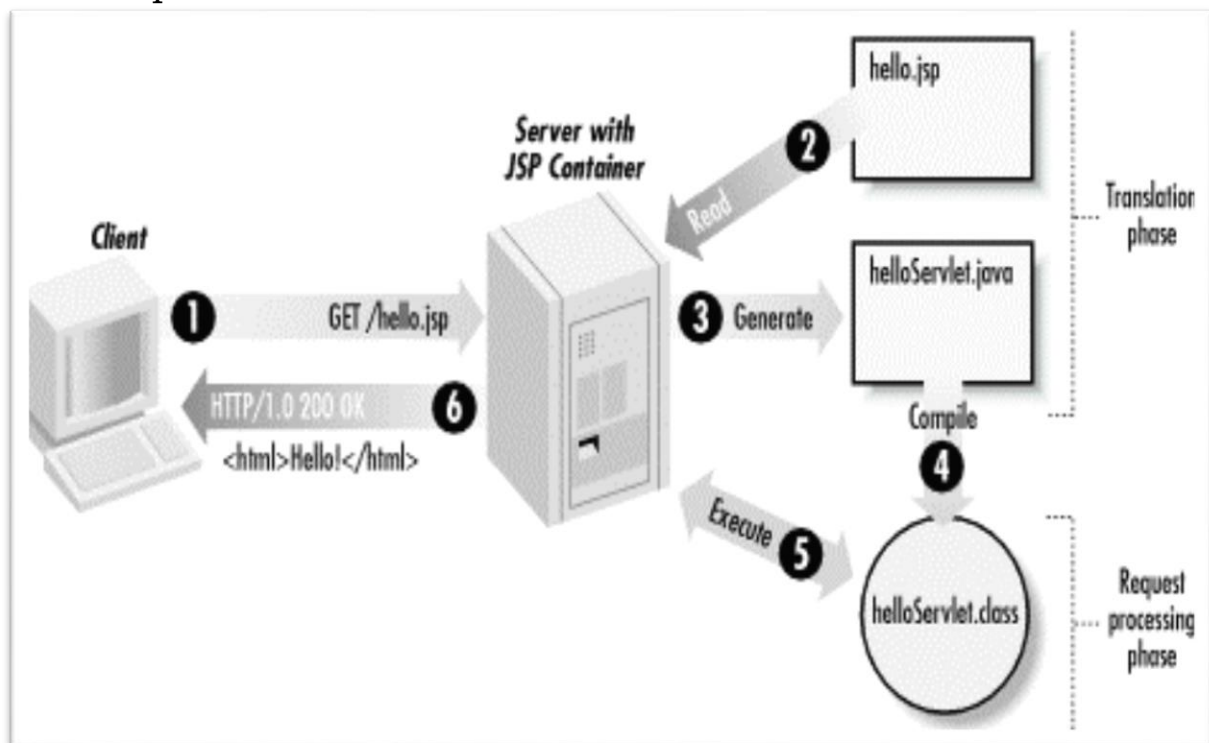 hello.jsp
Server with
JSP Container
2
Read
Translation
phase
Client
helloServlet.java
1
GET /hello.jsp
3
Generate
HTTP/1.0 200 OK
6
<html>Hello!</html>
Compile
4
Execute
5
helloServlet.class
Request
processing
phase